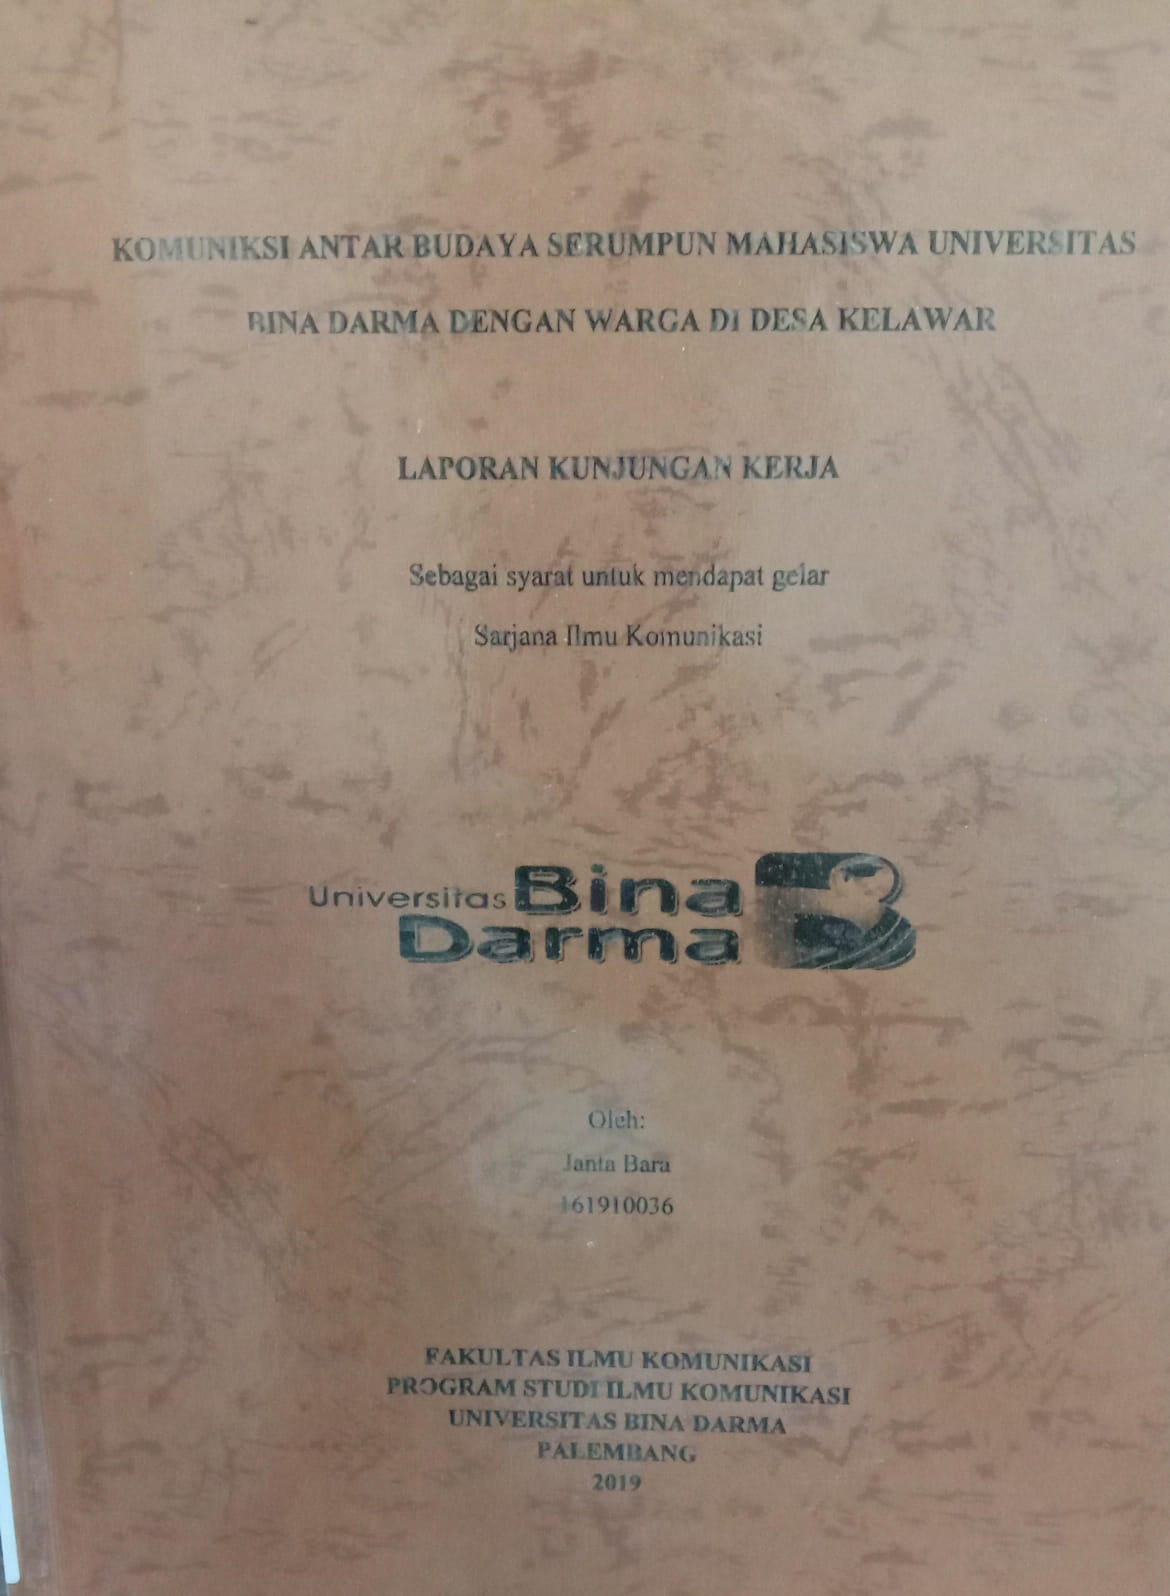 KOMUNIKSI ANTAR BUDAYA SERUMPUN MAHASISWA UNIVERSITAS
BINA DARMA DENGAN WARGA DI DESA KELAWAR
LAPORAN KUNJUNGAN KERJA
Sebagai syarat untuk mendapat gelar
Sarjana Ilmu Komunikasi
Universitas Bina
Darma
Oleh:
Janta Bara
161910036
FAKULTAS ILMU KOMUNIKASI
PROGRAM STUDI ILMU KOMUNIKASI
UNIVERSITAS BINA DARMA
PALEMBANG
2019